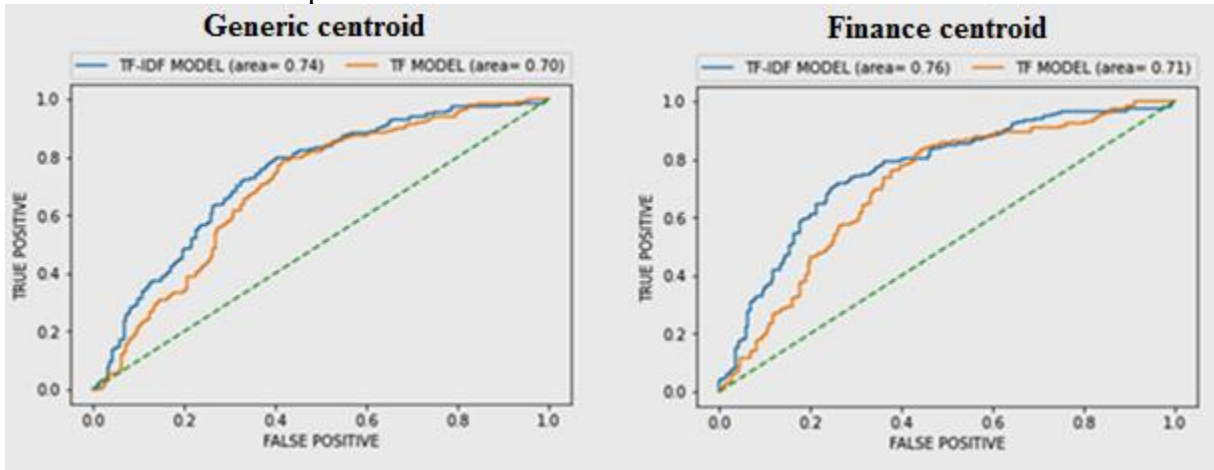 Generic centroid
TF-IDF MODEL (area= 0.74) TF MODEL (area= 0.70)
1.0
0.8
0.6
0.4
0.2
0.0
TRUE POSITIVE
0.0 0.2 0.4 0.6 0.8 1.0
FALSE POSITIVE
Finance centroid
TF-IDF MODEL (area= 0.76) TF MODEL (area= 0.71)
1.0
0.8
0.6
0.4
0.2
0.0
TRUE POSITIVE
0.0 0.2 0.4 0.6 0.8 1.0
FALSE POSITIVE